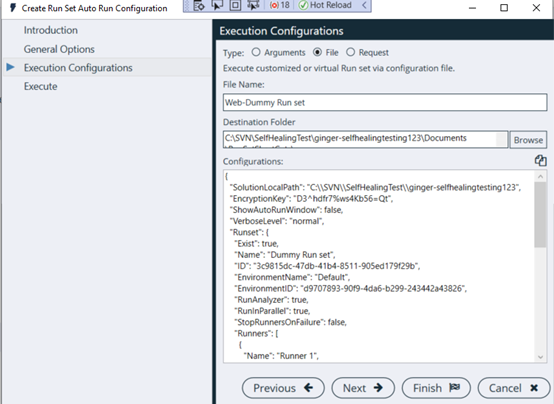 Create Run Set Auto Run Configuration
18
Hot Reload
Introduction
General Options
Execution Configurations
Execute
Execution Configurations
Type: Arguments File Request
Execute customized or virtual Run set via configuration file.
File Name:
Web-Dummy Run set
Destination Folder
C:\SVN\SelfHealingTest\ginger-selfhealingtesting123\Documents
Browse
Configurations:
{
"SolutionLocalPath": "C:\\SVN\\SelfHealingTest\\ginger-selfhealingtesting123",
"EncryptionKey": "D3^hdfr7%ws4Kb56=Qt",
"ShowAutoRunWindow": false,
"VerboseLevel": "normal",
"Runset": {
"Exist": true,
"Name": "Dummy Run set",
"ID": "3c9815dc-47db-41b4-8511-905ed179f29b",
"EnvironmentName": "Default",
"EnvironmentID": "d9707893-90f9-4da6-b299-243442a43826",
"RunAnalyzer": true,
"RunInParallel": true,
"StopRunnersOnFailure": false,
"Runners": [
{
"Name": "Runner 1",
Previous
Next
Finish
Cancel